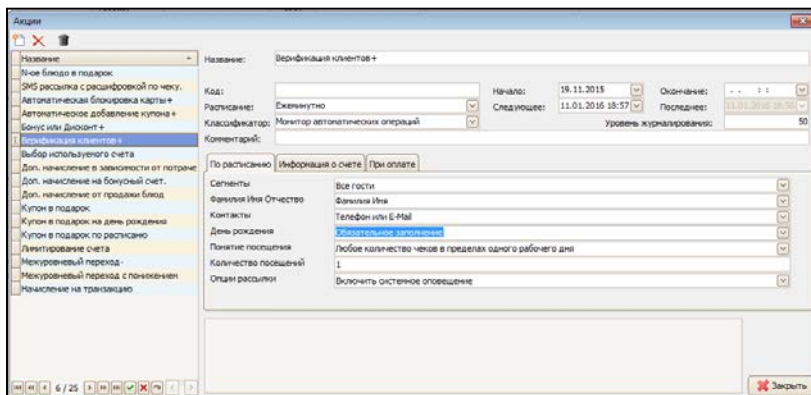 Акции
Название
N-ое блюдо в подарок
SMS рассылка с расшифровкой по чеку.
Автоматическая блокировка карты+
Автоматическое добавление купона+
Бонус или Дисконт+
Верификация клиентов+
Выбор используемого счета
Доп. начисление в зависимости от потраче
Доп. начисление на бонусный счет.
Доп. начисление от продажи блюд
Купон в подарок
Купон в подарок на день рождения
Купон в подарок по расписанию
Лимитирование счета
Межуровневый переход-
Межуровневый переход с понижением
Начисление на транзакцию
6 / 25
Название: Верификация клиентов+
Код: Начало: 19.11.2015 Окончание: . . : :
Расписание: Ежеминутно Следующее: 11.01.2016 18:57 Последнее: 11.01.2016 18:56
Классификатор: Монитор автоматических операций Уровень журналирования: 50
Комментарий:
По расписанию Информация о счете При оплате
Сегменты Все гости
Фамилия Имя Отчество Фамилия Имя
Контакты Телефон или E-Mail
День рождения Обязательное заполнение
Понятие посещения Любое количество чеков в пределах одного рабочего дня
Количество посещений 1
Опции рассылки Включить системное оповещение
Закрыть